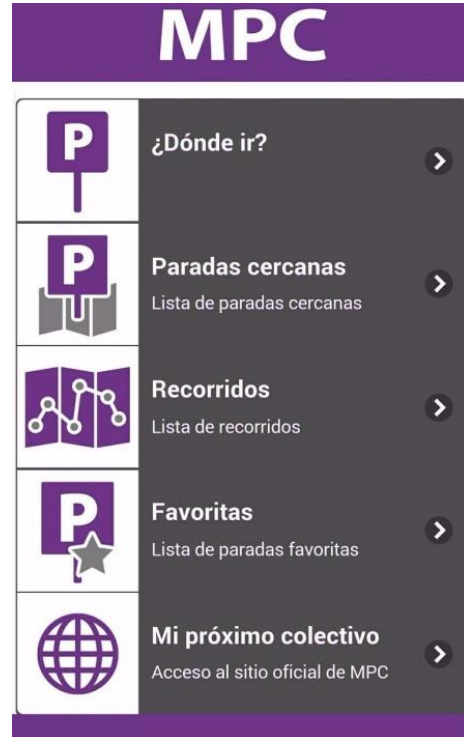 MPC
P
¿Dónde ir?
P
Paradas cercanas
Lista de paradas cercanas
Recorridos
Lista de recorridos
P
Favoritas
Lista de paradas favoritas
Mi próximo colectivo
Acceso al sitio oficial de MPC